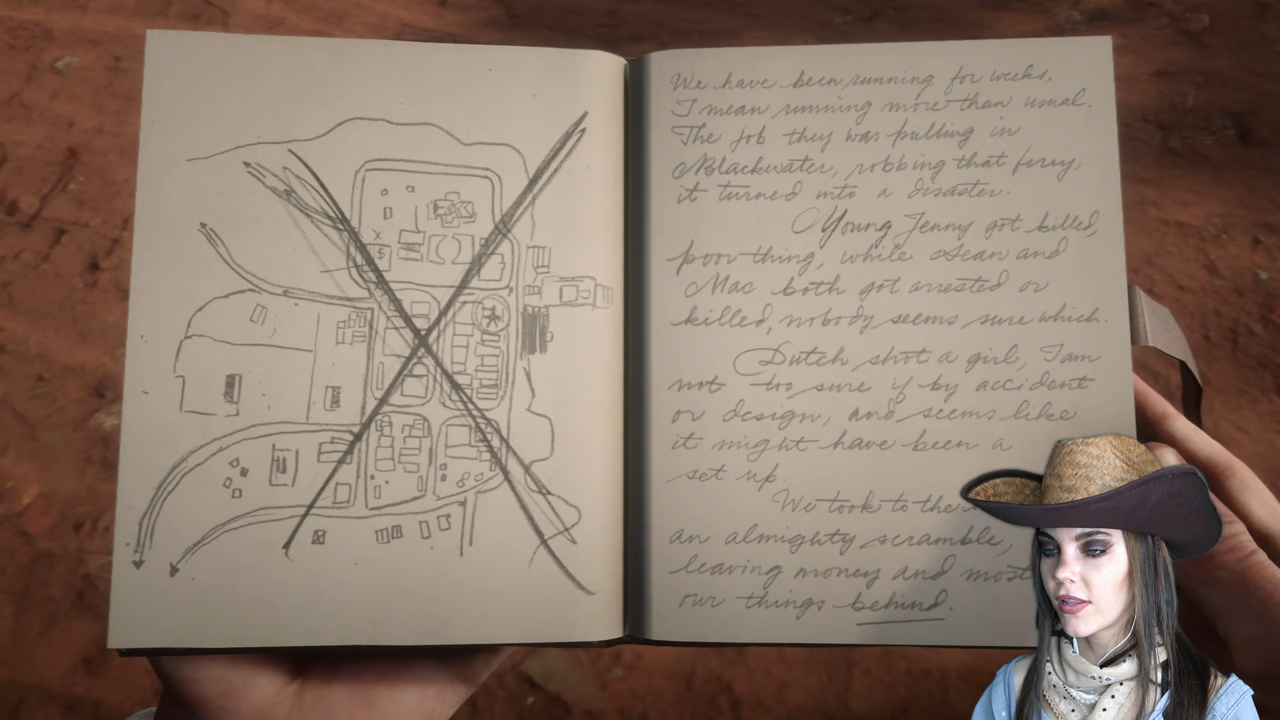 We have been running for weeks,
I mean running more than usual.
The job they was pulling in
Blackwater, robbing that ferry,
it turned into a disaster.
Young Jenny got killed,
poor thing, while Sean and
Mac both got arrested or
killed, nobody seems sure which.
Dutch shot a girl, I am
not too sure if by accident
or design, and seems like
it might have been a
set up.
We took to the
an almighty scramble,
leaving money and most
our things behind.
X
S